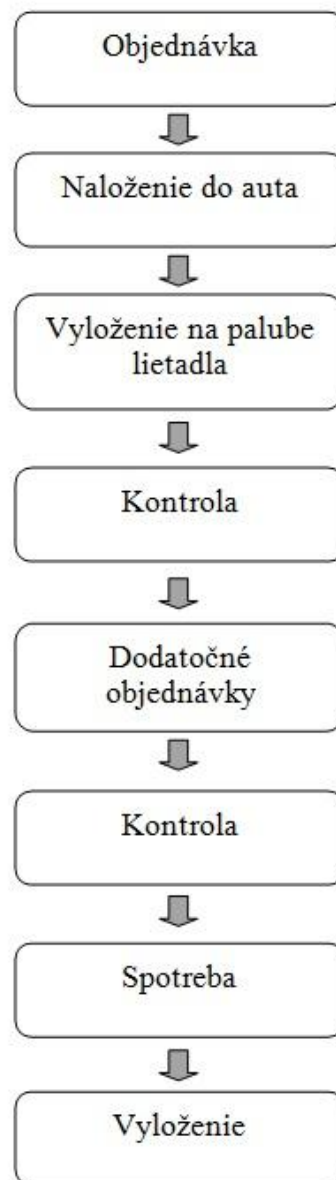 Objednávka
Naloženie do auta
Vyloženie na palube
lietadla
Kontrola
Dodatočné
objednávky
Kontrola
Spotreba
Vyloženie